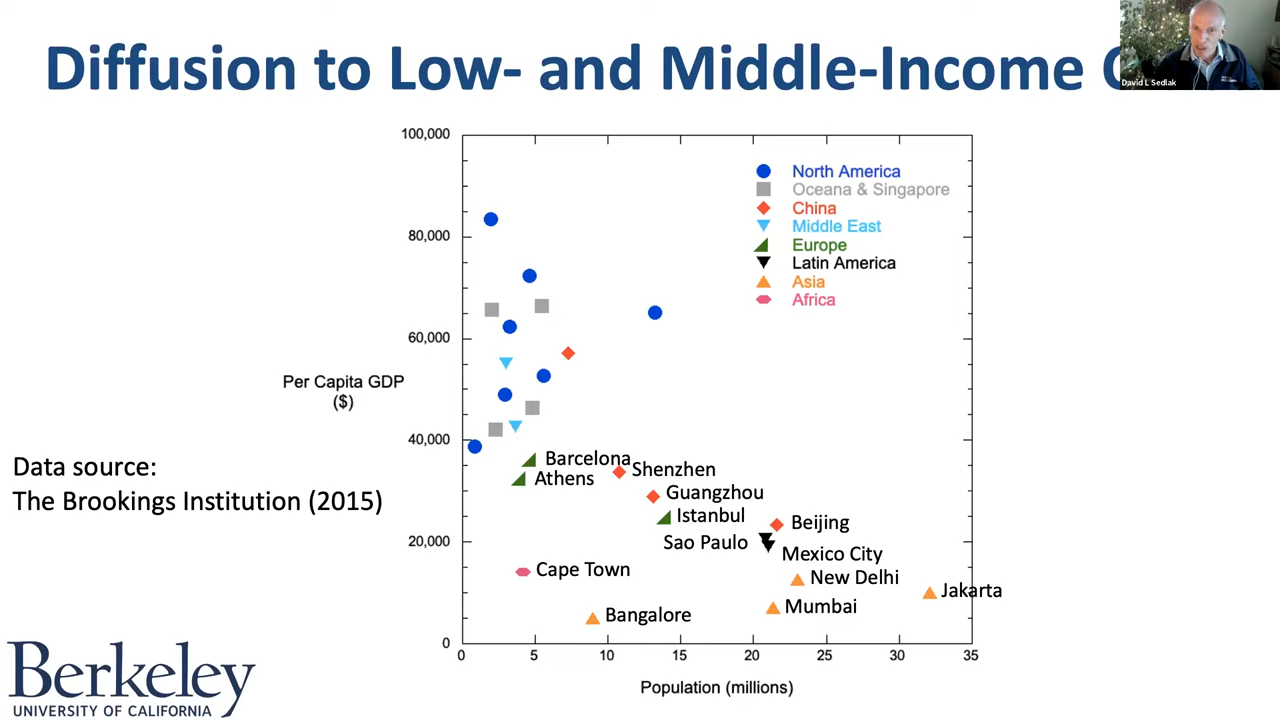 Diffusion to Low- and Middle-Income
David L Sedlak
100,000
80,000
60,000
40,000
20,000
0
Per Capita GDP
($)
North America
Oceana & Singapore
China
Middle East
Europe
Latin America
Asia
Africa
Barcelona
Shenzhen
Athens
Guangzhou
Istanbul
Beijing
Sao Paulo
Mexico City
Cape Town
New Delhi
Jakarta
Mumbai
Bangalore
0 5 10 15 20 25 30 35
Population (millions)
Data source:
The Brookings Institution (2015)
Berkeley
UNIVERSITY OF CALIFORNIA